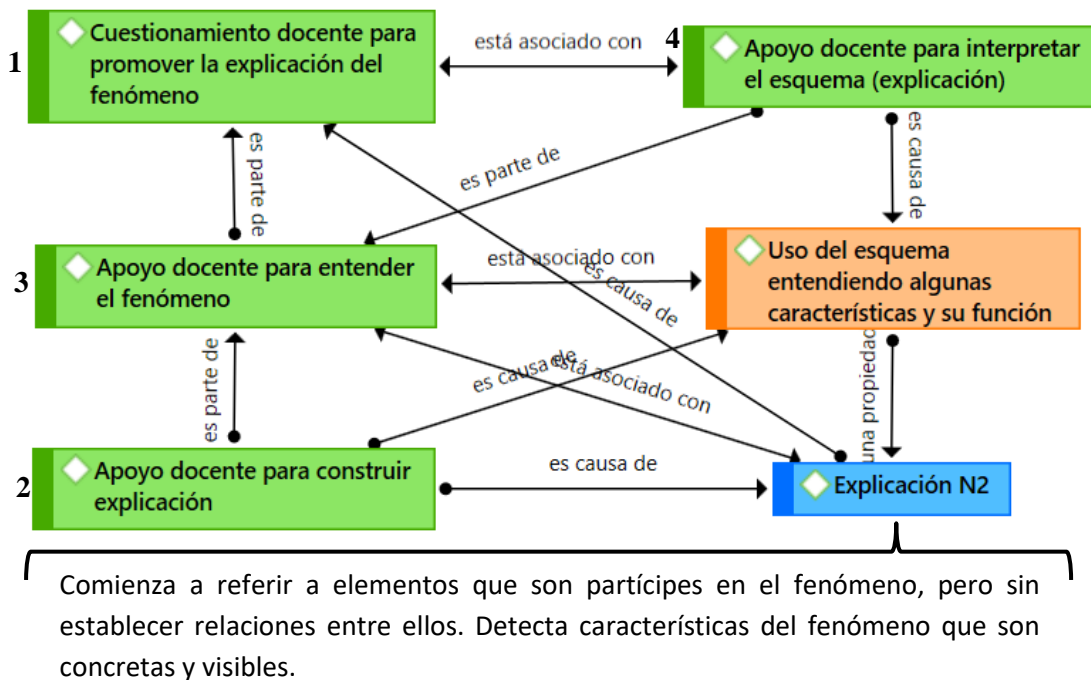 1
Cuestionamiento docente para
promover la explicación del
fenómeno
está asociado con
4
Apoyo docente para interpretar
el esquema (explicación)
es parte de
es parte de
es causa de
3
Apoyo docente para entender
el fenómeno
está asociado con
es causa de
Uso del esquema
entendiendo algunas
características y su función
es parte de
es causa de
está asociado con
una propiedad
2
Apoyo docente para construir
explicación
es causa de
Explicación N2
Comienza a referir a elementos que son partícipes en el fenómeno, pero sin
establecer relaciones entre ellos. Detecta características del fenómeno que son
concretas y visibles.